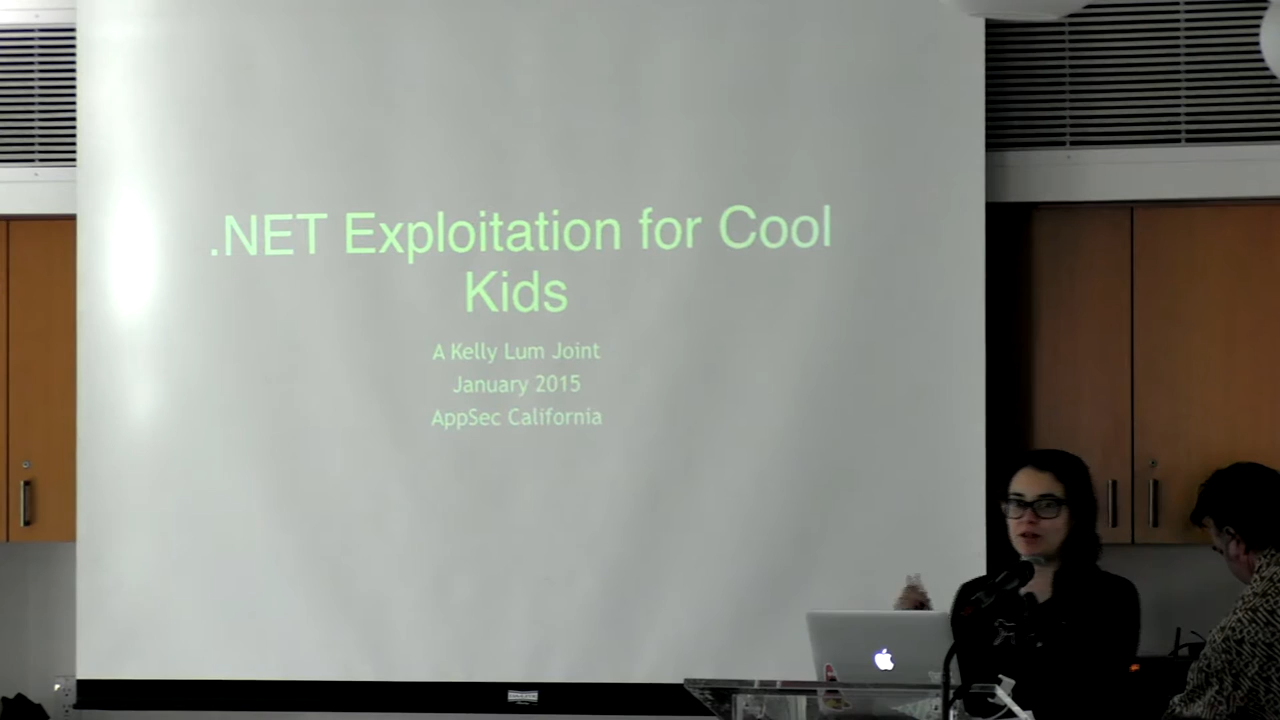 .NET Exploitation for Cool
Kids
A Kelly Lum Joint
January 2015
AppSec California